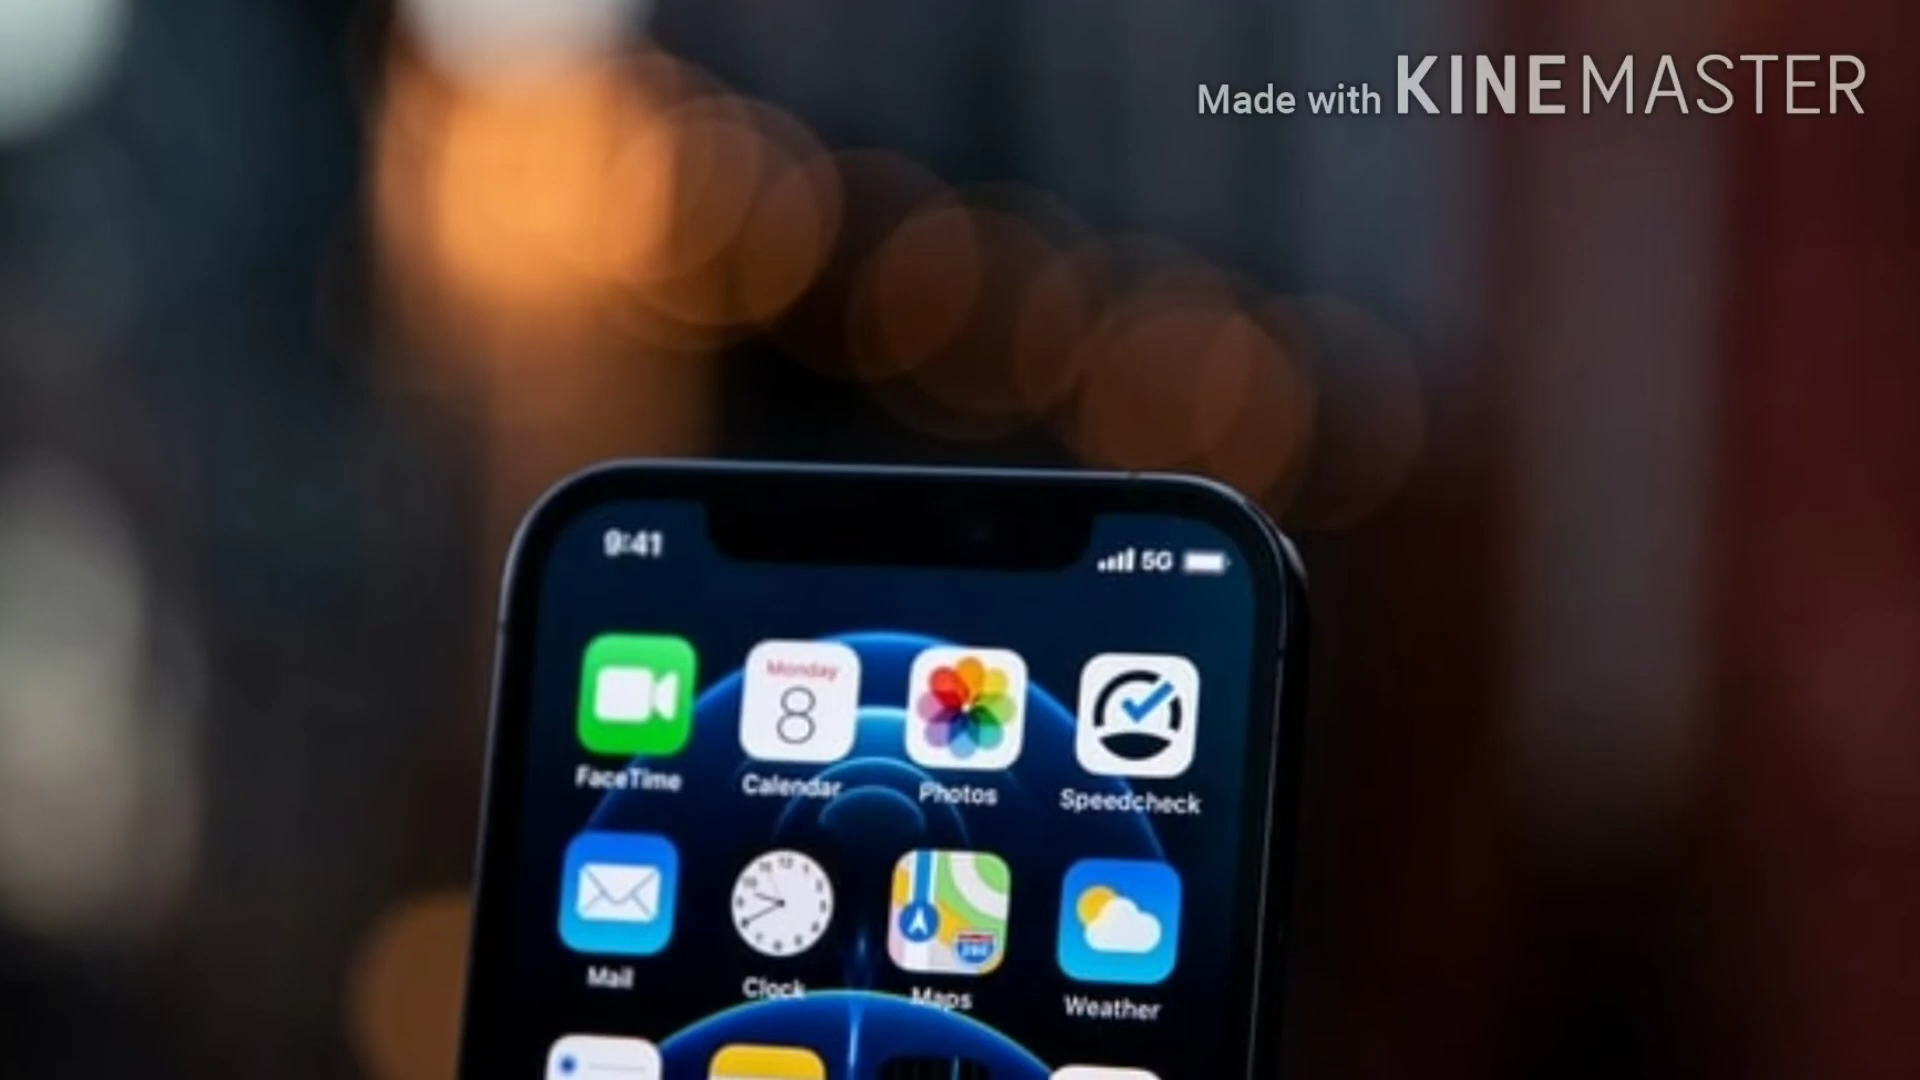 Made with KINEMASTER
9:41
5G
Monday
8
FaceTime
Calendar
Photos
Speedcheck
Mail
Clock
Maps
Weather